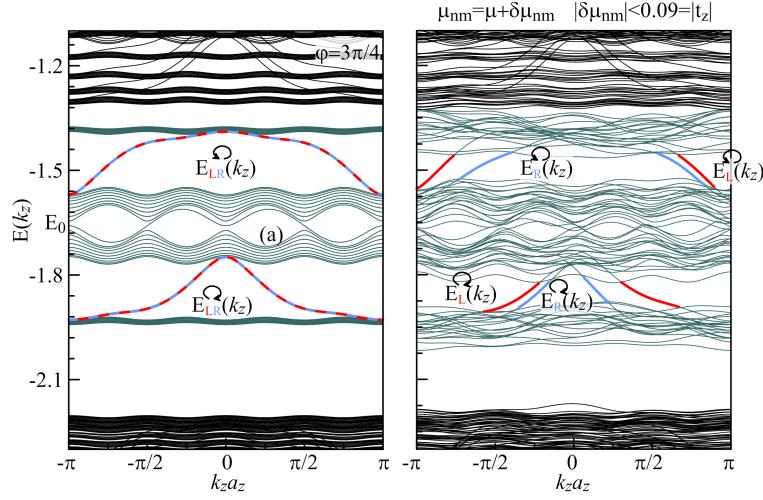 μnm=μ+δμnm |δμnm|<0.09=|tz|
φ=3π/4
-1.2
-1.5
E0
-1.8
-2.1
E(kz)
ELR(kz)
(a)
ELR(kz)
-π -π/2 0 π/2 π
kzaz
ER(kz)
EL(kz)
EL(kz)
ER(kz)
-π -π/2 0 π/2 π
kzaz